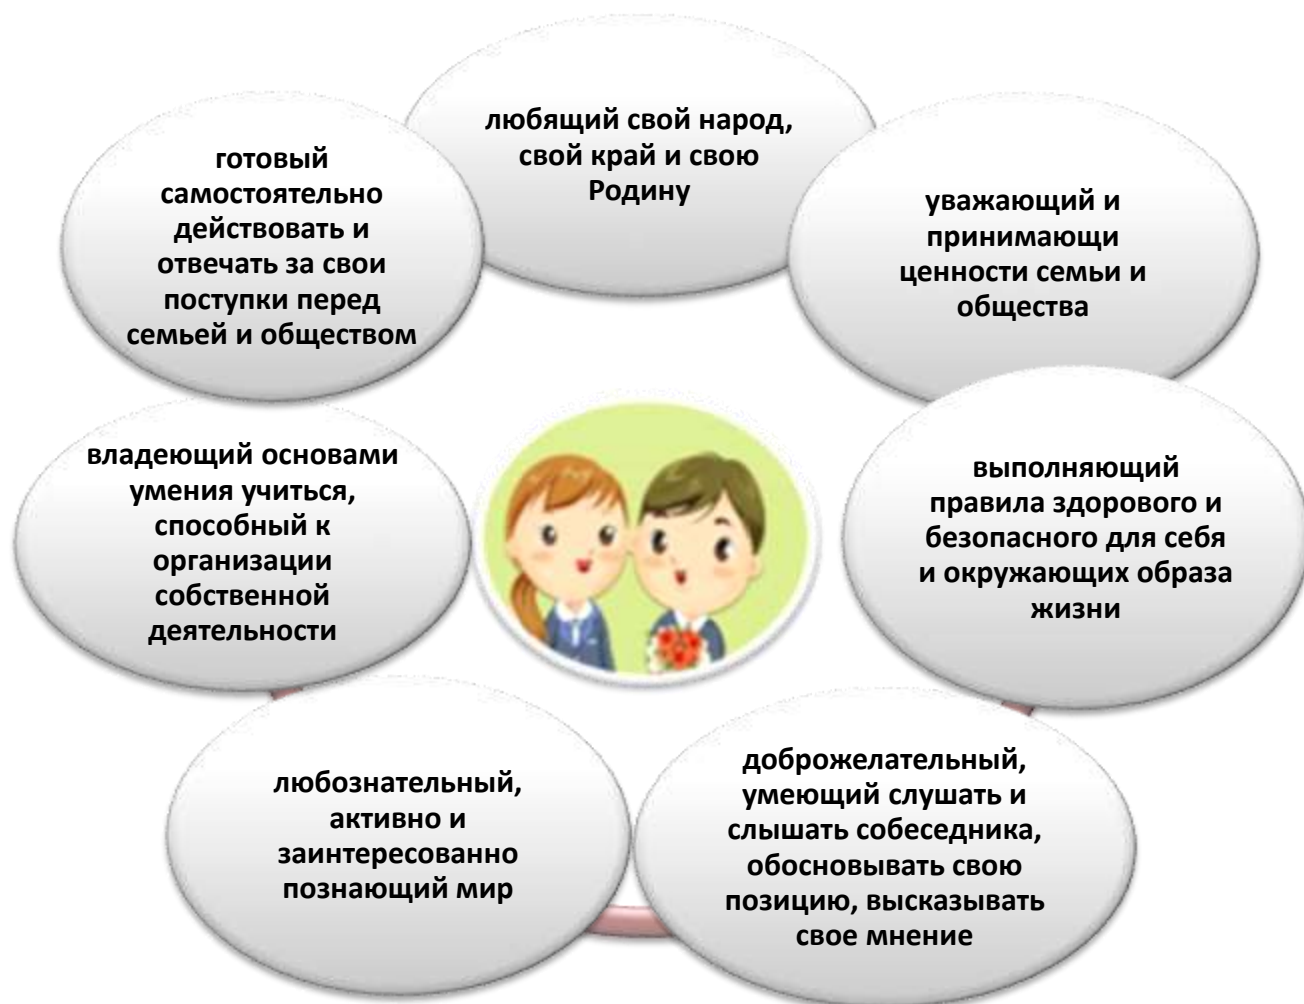 любящий свой народ,
свой край и свою
Родину
уважающий и
принимающи
ценности семьи и
общества
выполняющий
правила здорового и
безопасного для себя
и окружающих образа
жизни
доброжелательный,
умеющий слушать и
слышать собеседника,
обосновывать свою
позицию, высказывать
свое мнение
любознательный,
активно и
заинтересованно
познающий мир
владеющий основами
умения учиться,
способный к
организации
собственной
деятельности
готовый
самостоятельно
действовать и
отвечать за свои
поступки перед
семьей и обществом